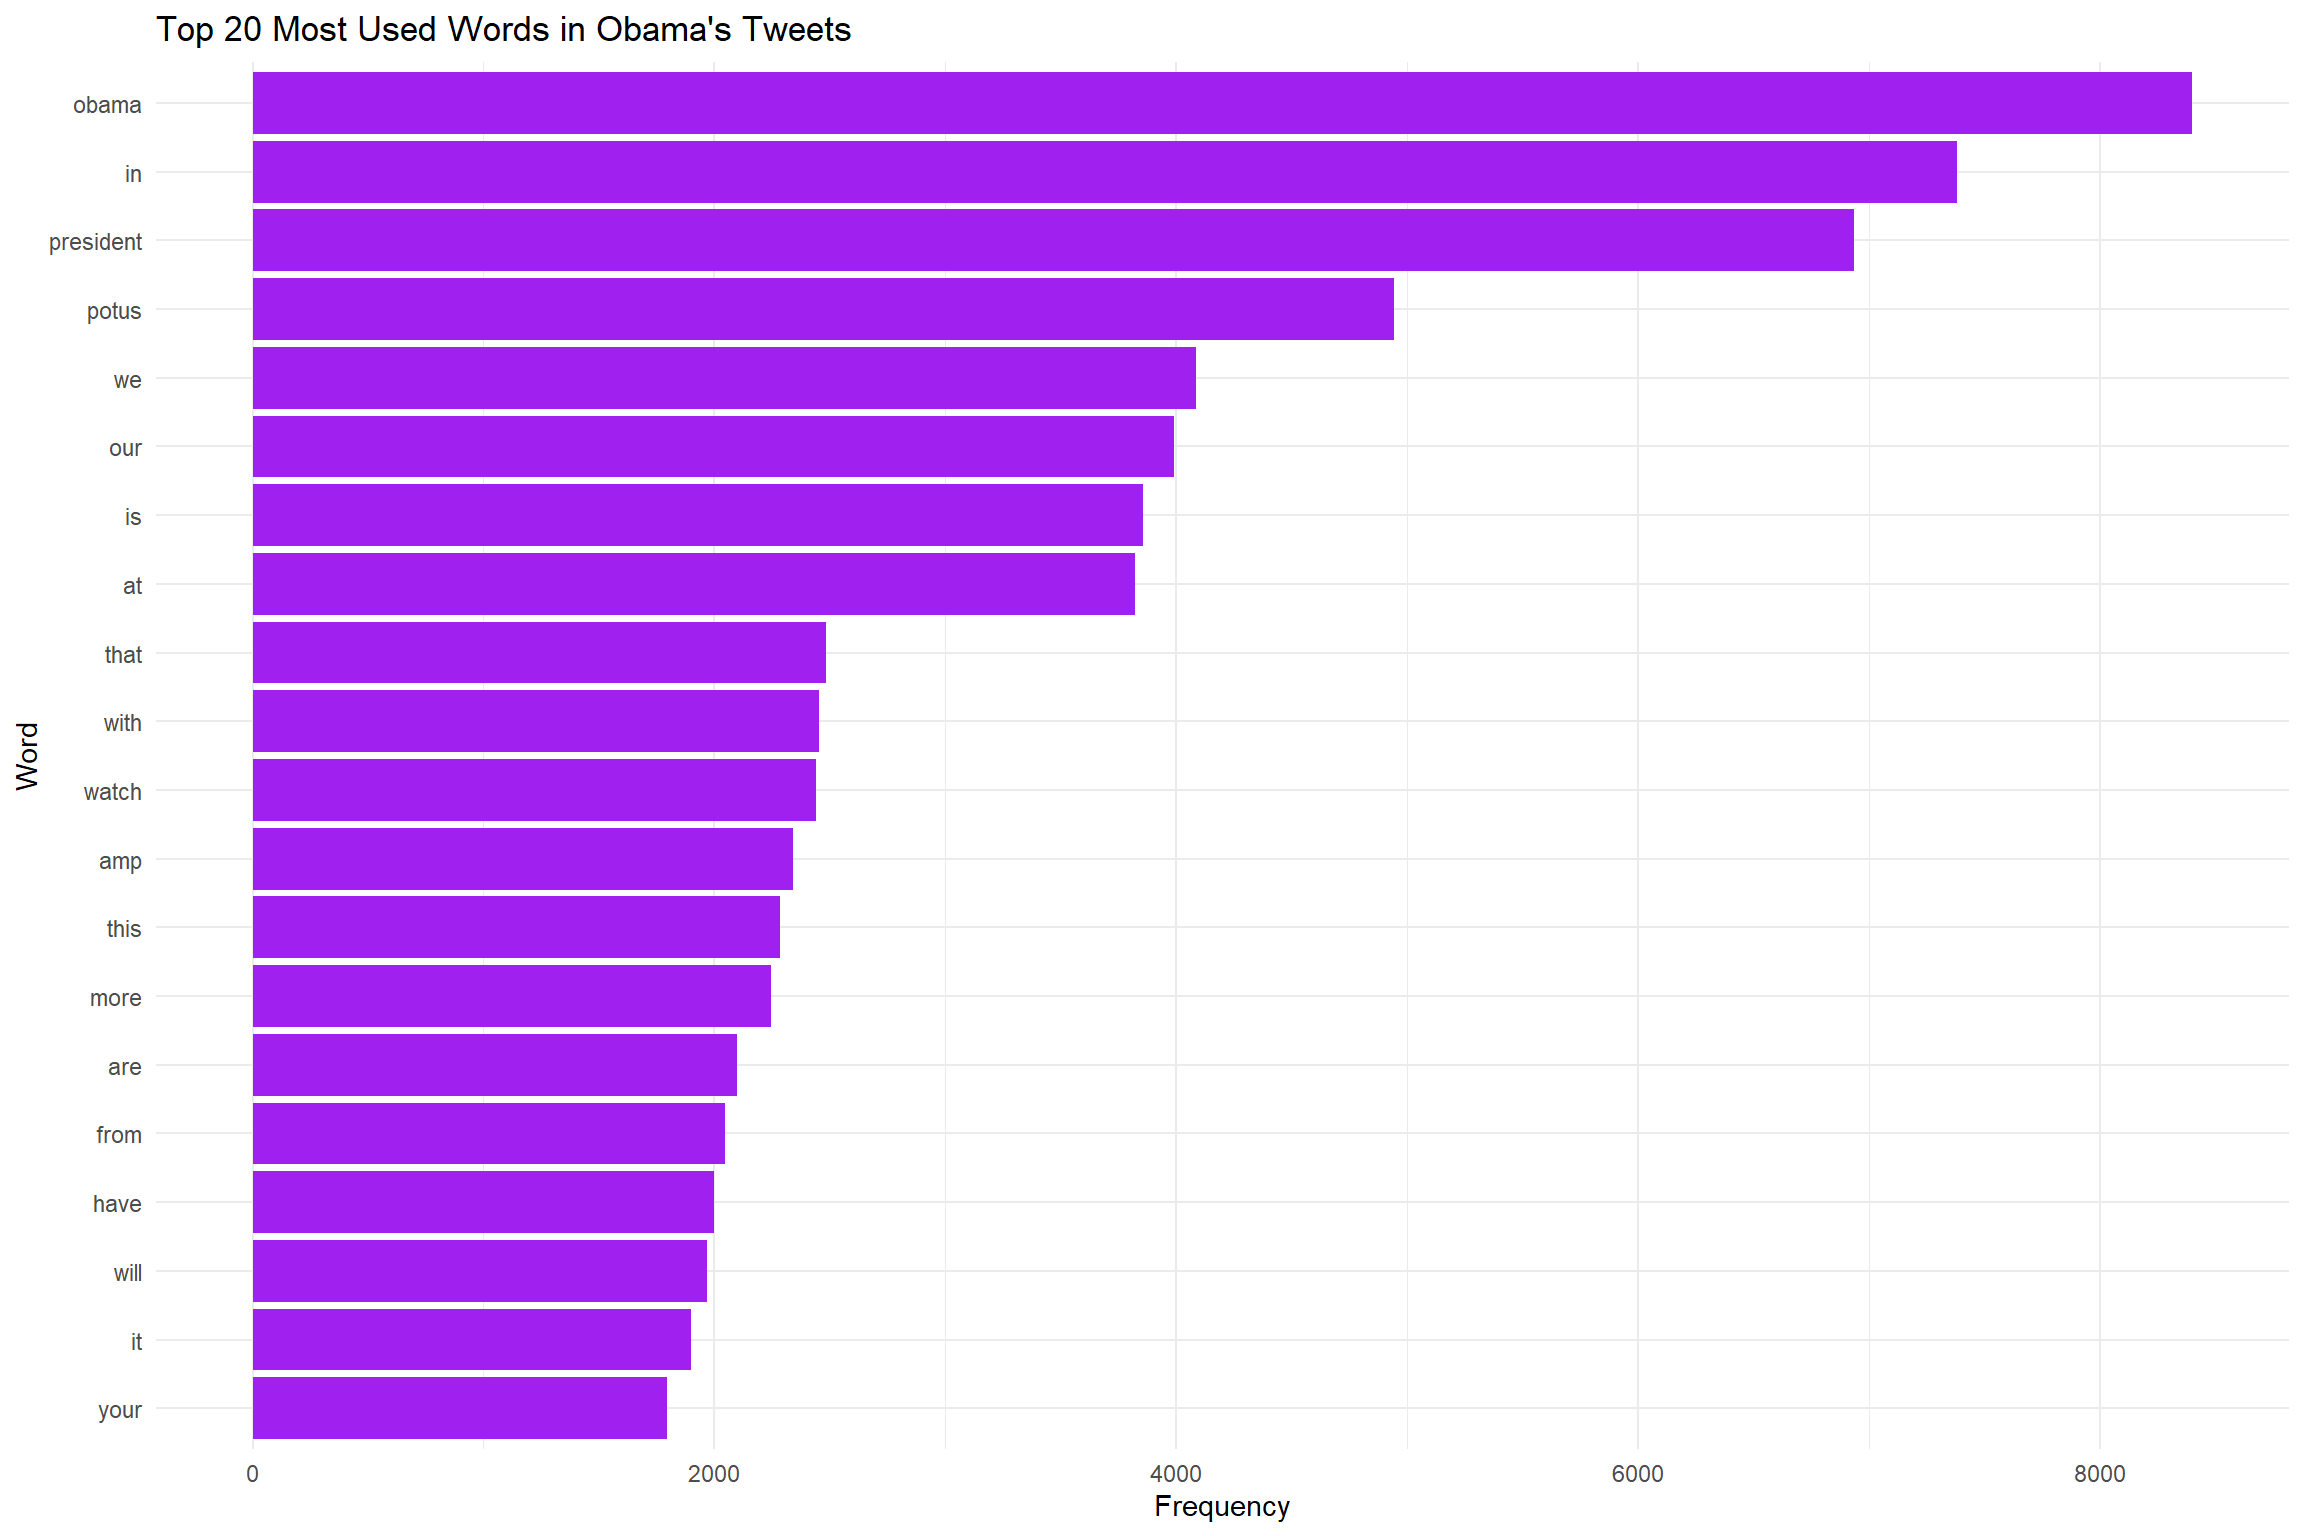 Top 20 Most Used Words in Obama's Tweets
Word
obama
in
president
potus
we
our
is
at
that
with
watch
amp
this
more
are
from
have
will
it
your
0 2000 4000 6000 8000
Frequency